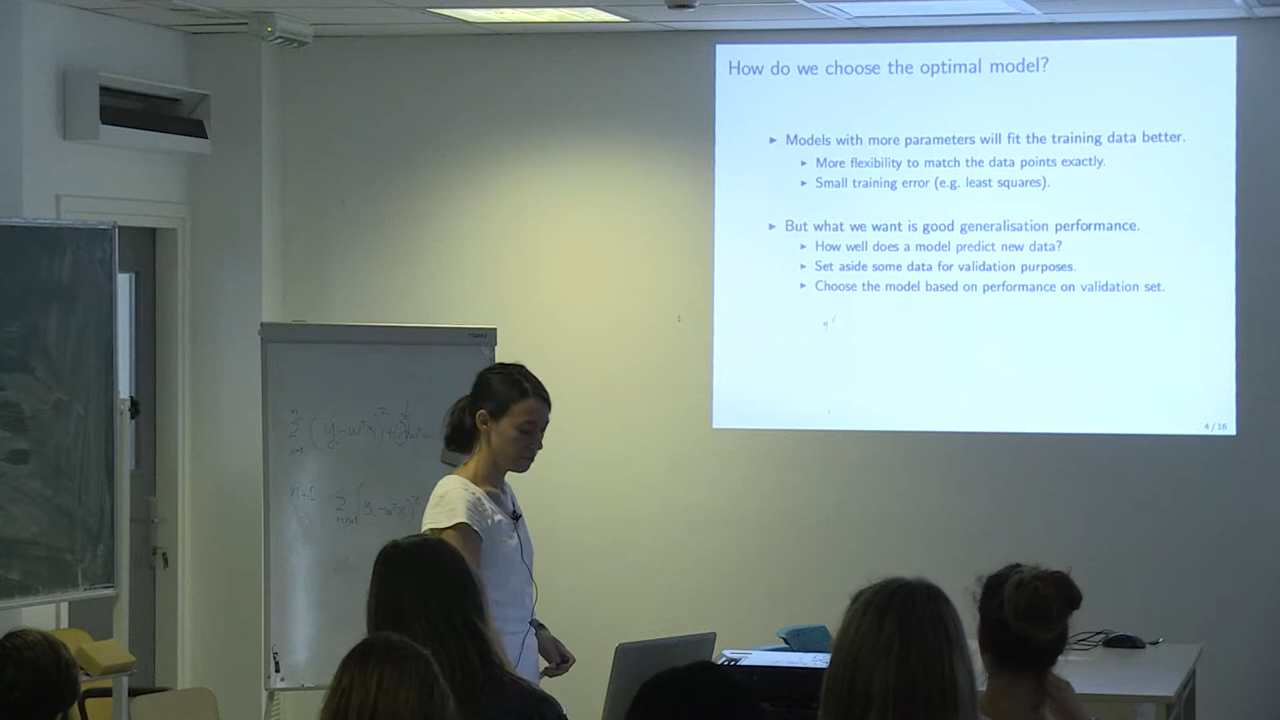 How do we choose the optimal model?
► Models with more parameters will fit the training data better.
► More flexibility to match the data points exactly.
► Small training error (e.g. least squares).
► But what we want is good generalisation performance.
► How well does a model predict new data?
► Set aside some data for validation purposes.
► Choose the model based on performance on validation set.
4 / 16
n+1